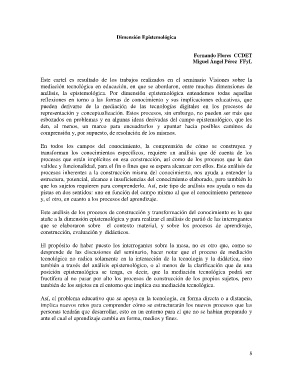 Dimensión Epistemológica
Fernando Flores CCDET
Miguel Ángel Pérez FFyL
Este cartel es resultado de los trabajos realizados en el seminario Visiones sobre la
mediación tecnológica en educación, en que se abordaron, entre muchas dimensiones de
análisis, la epistemológica. Por dimensión epistemológica entendemos todas aquellas
reflexiones en torno a las formas de conocimiento y sus implicaciones educativas, que
pueden derivarse de la mediación de las tecnologías digitales en los procesos de
representación y conceptualización. Estos procesos, sin embargo, no pueden ser más que
esbozados en problemas y en algunas ideas derivadas del campo epistemológico, que les
den, al menos, un marco para encuadrarlos y apuntar hacia posibles caminos de
comprensión y, por supuesto, de resolución de los mismos.
En todos los campos del conocimiento, la comprensión de cómo se construyen y
transforman los conocimientos específicos, requiere un análisis que dé cuenta de los
procesos que están implícitos en esa construcción, así como de los procesos que le dan
validez y funcionalidad, para el fin o fines que se espera alcanzar con ellos. Este análisis de
procesos inherentes a la construcción misma del conocimiento, nos ayuda a entender la
estructura, potencial, alcance e insuficiencias del conocimiento elaborado, pero también lo
que los sujetos requieren para comprenderlo. Así, este tipo de análisis nos ayuda o nos da
pistas en dos sentidos: uno en función del campo mismo al que el conocimiento pertenece
y, el otro, en cuanto a los procesos del aprendizaje.
Esta análisis de los procesos de construcción y transformación del conocimiento es lo que
atañe a la dimensión epistemológica y para realizar el análisis de partió de las interrogantes
que se elaboraron sobre el contexto material, y sobre los procesos de aprendizaje,
construcción, evaluación y didácticos.
El propósito de haber puesto los interrogantes sobre la mesa, no es otro que, como se
desprende de las discusiones del seminario, hacer notar que el proceso de mediación
tecnológica no radica solamente en la interacción de la tecnología y la didáctica, sino
también a través del análisis epistemológico, o al menos de la clarificación de que una
posición epistemológica se tenga, es decir, que la mediación tecnológica podrá ser
fructífera al no pasar por alto los procesos de construcción de los propios sujetos, pero
también de los sujetos en el entorno que implica esa mediación tecnológica.
Así, el problema educativo que se apoya en la tecnología, en forma directa o a distancia,
implica nuevos retos para comprender cómo se estructurarán los nuevos procesos que las
personas tendrán que desarrollar, esto en un entorno para el que no se habían preparado y
ante el cual el aprendizaje cambia en forma, medios y fines.
8